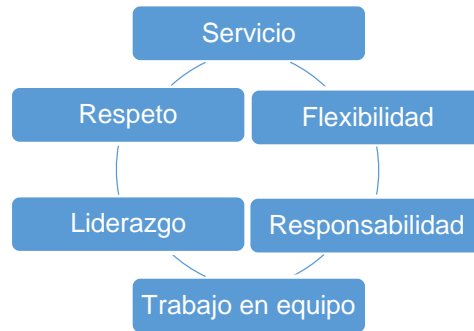 Servicio
Respeto
Flexibilidad
Liderazgo
Responsabilidad
Trabajo en equipo